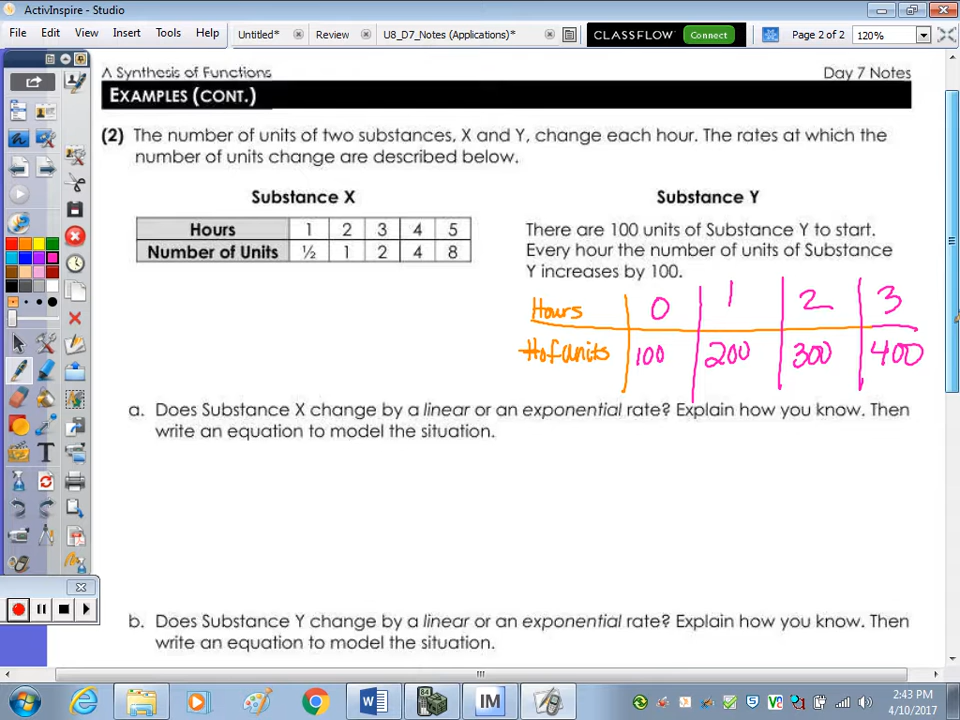 ActivInspire - Studio
File Edit View Insert Tools Help Untitled* Review U8_D7_Notes (Applications)* CLASSFLOW Connect Page 2 of 2 120%
A Synthesis of Functions Day 7 Notes
EXAMPLES (CONT.)
(2) The number of units of two substances, X and Y, change each hour. The rates at which the
number of units change are described below.
Substance X
Hours 1 2 3 4 5
Number of Units ½ 1 2 4 8
Substance Y
There are 100 units of Substance Y to start.
Every hour the number of units of Substance
Y increases by 100.
Hours 0 1 2 3
# of units 100 200 300 400
a. Does Substance X change by a linear or an exponential rate? Explain how you know. Then
write an equation to model the situation.
b. Does Substance Y change by a linear or an exponential rate? Explain how you know. Then
write an equation to model the situation.
84
IM
2:43 PM
4/10/2017